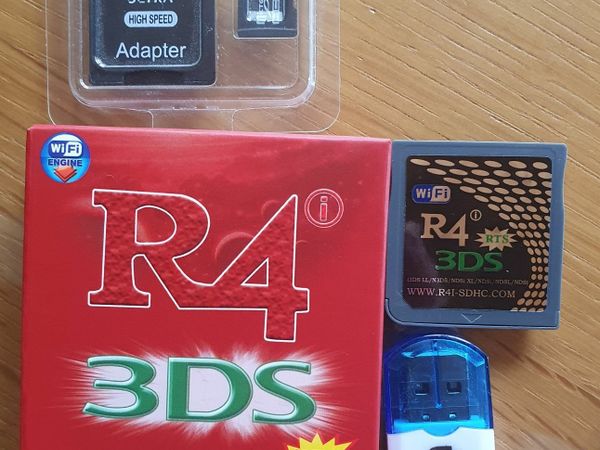 HIGH SPEED
Adapter
WiFi
ENGINE
R4 i
3DS
WiFi
R4 i
RTS
3DS
WWW.R4I-SDHC.COM